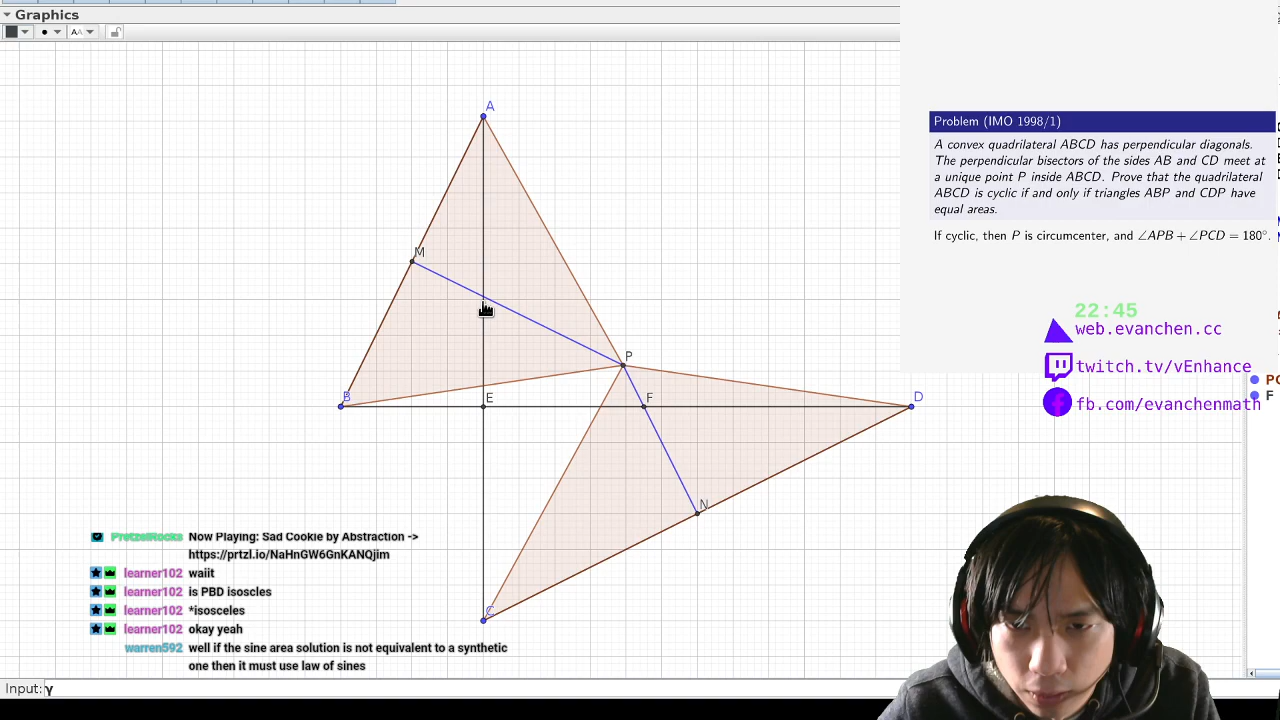 Graphics
AA
Problem (IMO 1998/1)
A convex quadrilateral ABCD has perpendicular diagonals.
The perpendicular bisectors of the sides AB and CD meet at
a unique point P inside ABCD. Prove that the quadrilateral
ABCD is cyclic if and only if triangles ABP and CDP have
equal areas.
If cyclic, then P is circumcenter, and ∠APB + ∠PCD = 180°.
A
M
P
B
E
F
D
N
C
22:45
web.evanchen.cc
twitch.tv/vEnhance
fb.com/evanchenmath
PC
F
PretzelRocks Now Playing: Sad Cookie by Abstraction ->
https://prtzl.io/NaHnGW6GnKANQjim
learner102 waiit
learner102 is PBD isoscles
learner102 *isosceles
learner102 okay yeah
warren592 well if the sine area solution is not equivalent to a synthetic
one then it must use law of sines
Input: